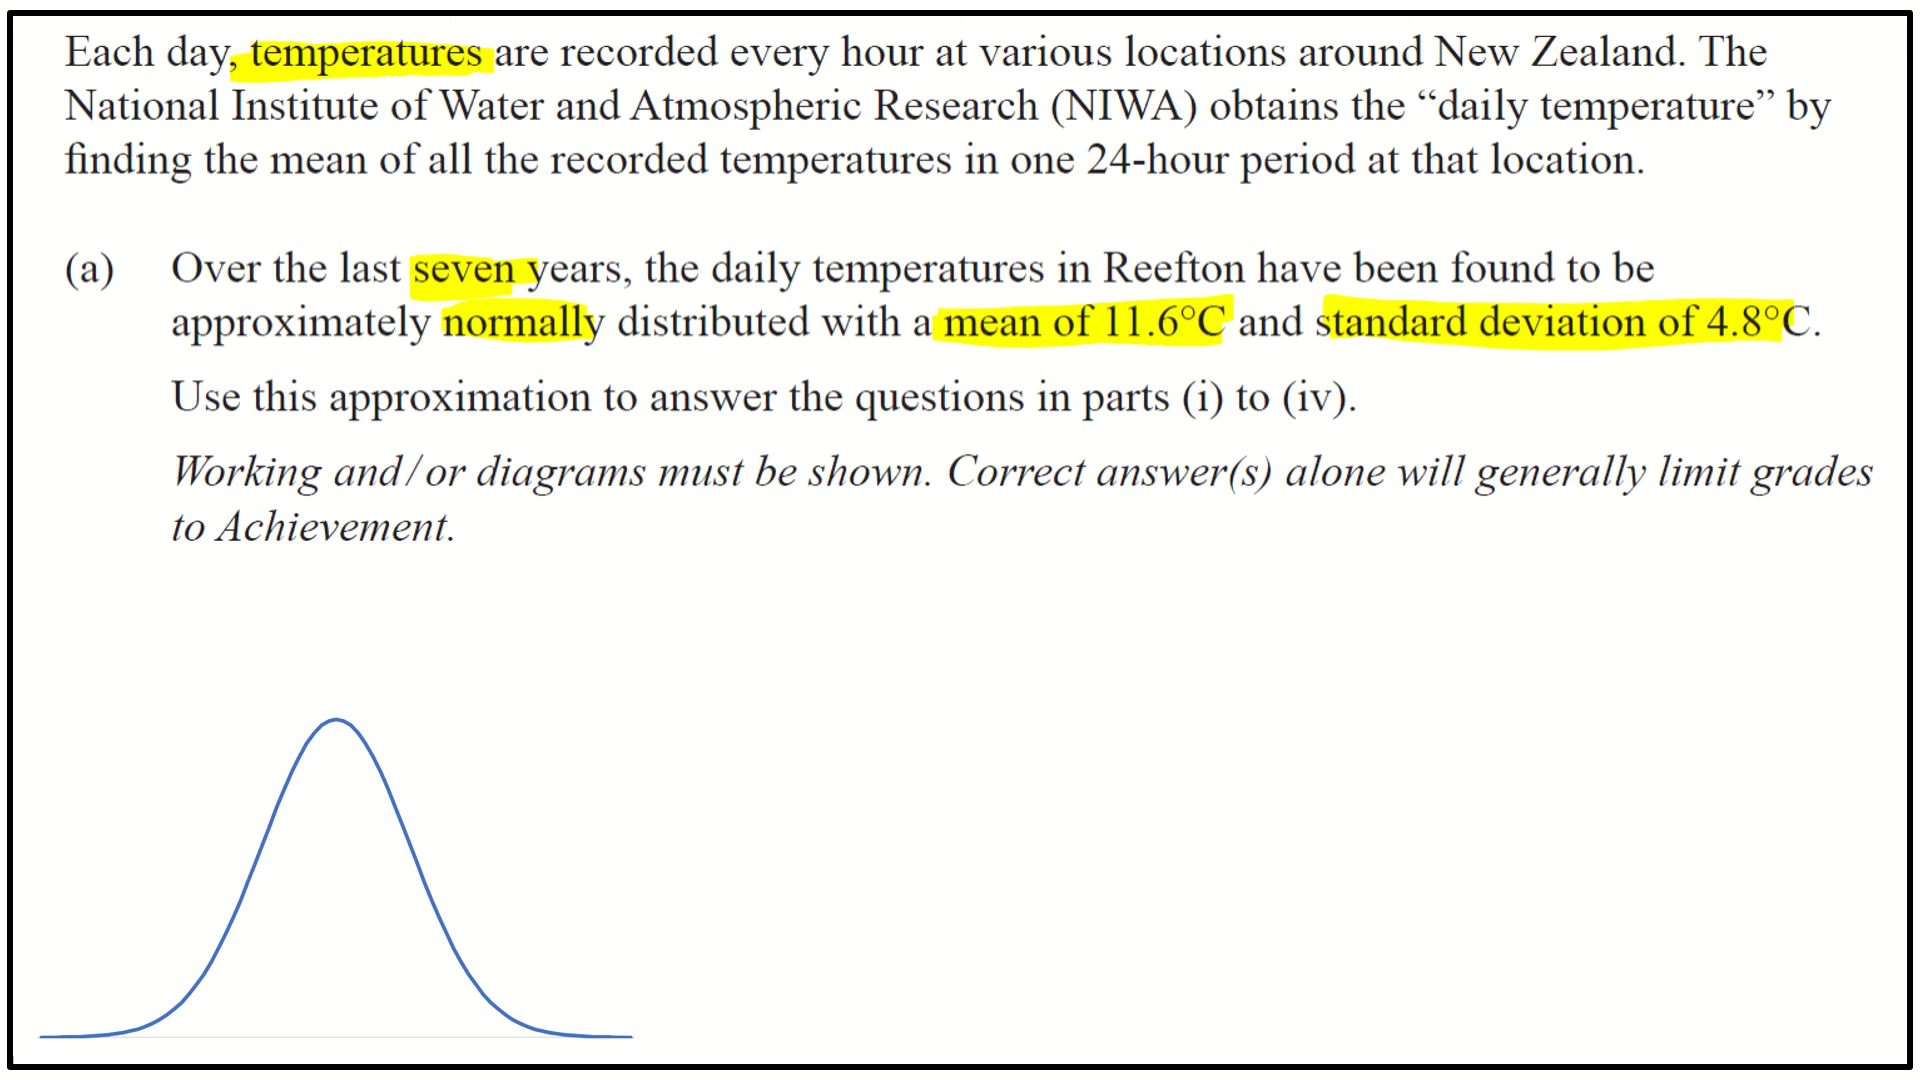 Each day, temperatures are recorded every hour at various locations around New Zealand. The
National Institute of Water and Atmospheric Research (NIWA) obtains the “daily temperature” by
finding the mean of all the recorded temperatures in one 24-hour period at that location.
(a) Over the last seven years, the daily temperatures in Reefton have been found to be
approximately normally distributed with a mean of 11.6°C and standard deviation of 4.8°C.
Use this approximation to answer the questions in parts (i) to (iv).
Working and/or diagrams must be shown. Correct answer(s) alone will generally limit grades
to Achievement.